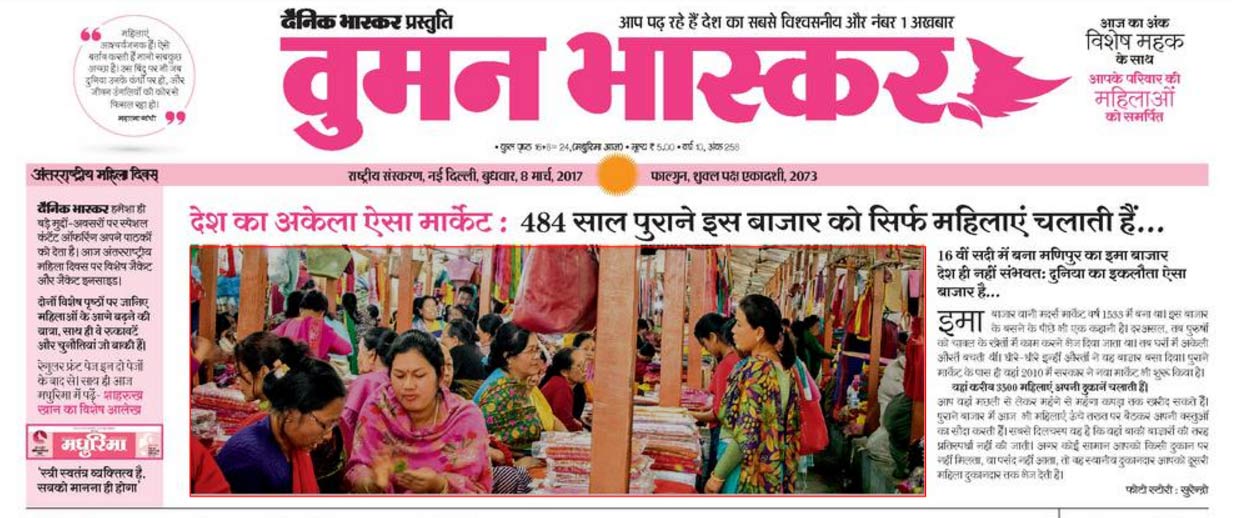 महिलाएं
आश्चर्यजनक हैं। ऐसे
बर्ताव करती हैं मानो सबकुछ
अच्छा है। उस बिंदु पर भी जब
दुनिया उनके कंधों पर हो, और
जीवन उंगलियों की कोर से
फिसल रहा हो।
महात्मा गांधी
दैनिक भास्कर प्रस्तुति
आप पढ़ रहे हैं देश का सबसे विश्वसनीय और नंबर 1 अखबार
वुमन भास्कर
आज का अंक
विशेष महक
के साथ
आपके परिवार की
महिलाओं
को समर्पित
• कुल पृष्ठ 16+8= 24,(मधुरिमा आज) • मूल्य ₹ 5.00 • वर्ष 10, अंक 258
अंतरराष्ट्रीय महिला दिवस
राष्ट्रीय संस्करण, नई दिल्ली, बुधवार, 8 मार्च, 2017
फाल्गुन, शुक्ल पक्ष एकादशी, 2073
दैनिक भास्कर हमेशा ही
बड़े मुद्दों-अवसरों पर स्पेशल
कंटेंट ऑफरिंग अपने पाठकों
को देता है। आज अंतरराष्ट्रीय
महिला दिवस पर विशेष जैकेट
और जैकेट इनसाइड।
दोनों विशेष पृष्ठों पर जानिए
महिलाओं के आगे बढ़ने की
यात्रा, साथ ही वे रुकावटें
और चुनौतियां जो बाकी हैं।
रेगुलर फ्रंट पेज इन दो पेजों
के बाद से। साथ ही आज
मधुरिमा में पढ़ें- शाहरुख
खान का विशेष आलेख
मधुरिमा
'स्त्री स्वतंत्र व्यक्तित्व है,
सबको मानना ही होगा'
देश का अकेला ऐसा मार्केट : 484 साल पुराने इस बाजार को सिर्फ महिलाएं चलाती हैं...
16 वीं सदी में बना मणिपुर का इमा बाजार
देश ही नहीं संभवत: दुनिया का इकलौता ऐसा
बाजार है...
इमा बाजार यानी मदर्स मार्केट वर्ष 1533 में बना था। इस बाजार
के बसने के पीछे भी एक कहानी है। दरअसल, तब पुरुषों
को चावल के खेतों में काम करने भेज दिया जाता था। तब घरों में अकेली
औरतें बचती थीं। धीरे-धीरे इन्हीं औरतों ने यह बाजार बसा दिया। पुराने
मार्केट के पास ही यहां 2010 में सरकार ने नया मार्केट भी शुरू किया है।
यहां करीब 3500 महिलाएं अपनी दुकानें चलाती हैं।
आप यहां मछली से लेकर महंगे से महंगा कपड़ा तक खरीद सकते हैं।
पुराने बाजार में आज भी महिलाएं ऊंचे तख्त पर बैठकर अपनी वस्तुओं
का सौदा करती हैं। सबसे दिलचस्प यह है कि यहां बाकी बाजारों की तरह
प्रतिस्पर्धा नहीं की जाती। अगर कोई सामान आपको किसी दुकान पर
नहीं मिलता, या पसंद नहीं आता, तो वह स्थानीय दुकानदार आपको दूसरी
महिला दुकानदार तक भेज देती है।
फोटो स्टोरी : सुरेन्द्रो